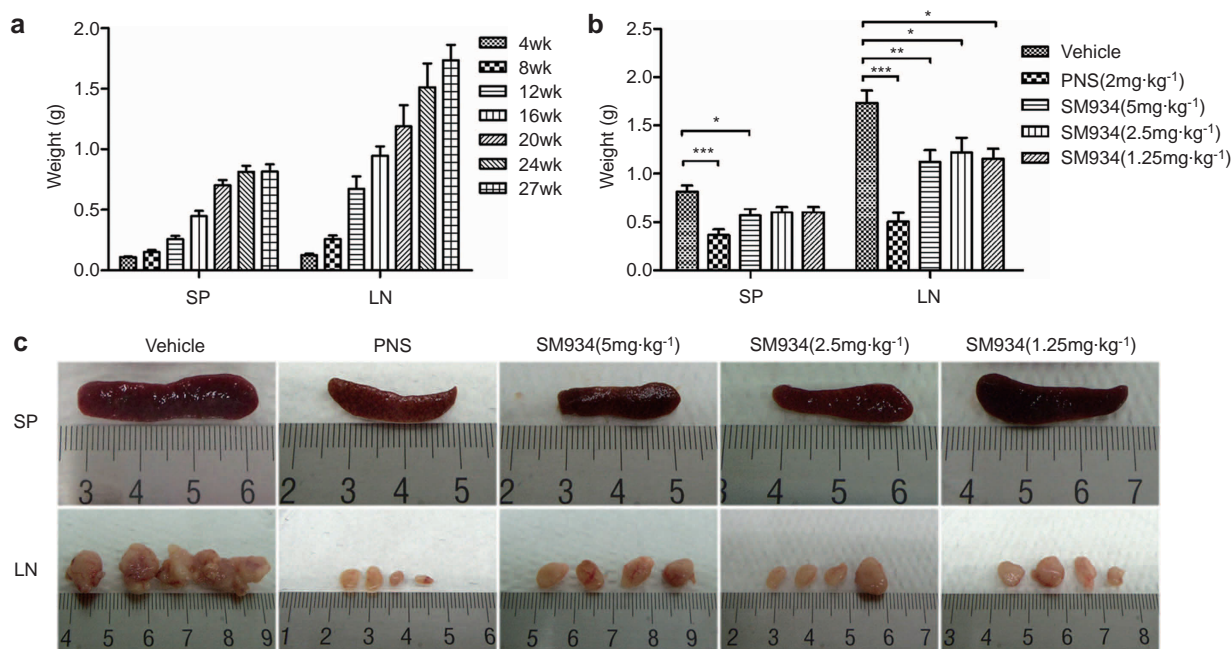 a
Weight (g)
2.0
1.5
1.0
0.5
0.0
SP
LN
4wk
8wk
12wk
16wk
20wk
24wk
27wk
b
Weight (g)
2.5
2.0
1.5
1.0
0.5
0.0
SP
LN
*
***
*
*
**
***
Vehicle
PNS(2mg·kg⁻¹)
SM934(5mg·kg⁻¹)
SM934(2.5mg·kg⁻¹)
SM934(1.25mg·kg⁻¹)
c
Vehicle PNS SM934(5mg·kg⁻¹) SM934(2.5mg·kg⁻¹) SM934(1.25mg·kg⁻¹)
SP
3 4 5 6 2 3 4 5 2 3 4 5 3 4 5 6 4 5 6 7
LN
4 5 6 7 8 9 1 2 3 4 5 6 5 6 7 8 9 2 3 4 5 6 7 3 4 5 6 7 8